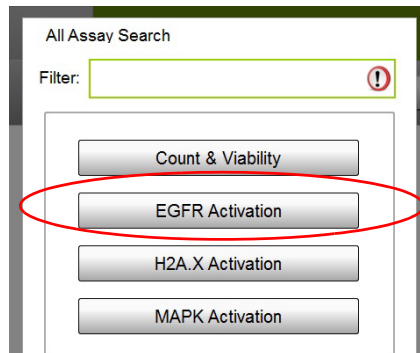 All Assay Search
Filter:
Count & Viability
EGFR Activation
H2A.X Activation
MAPK Activation